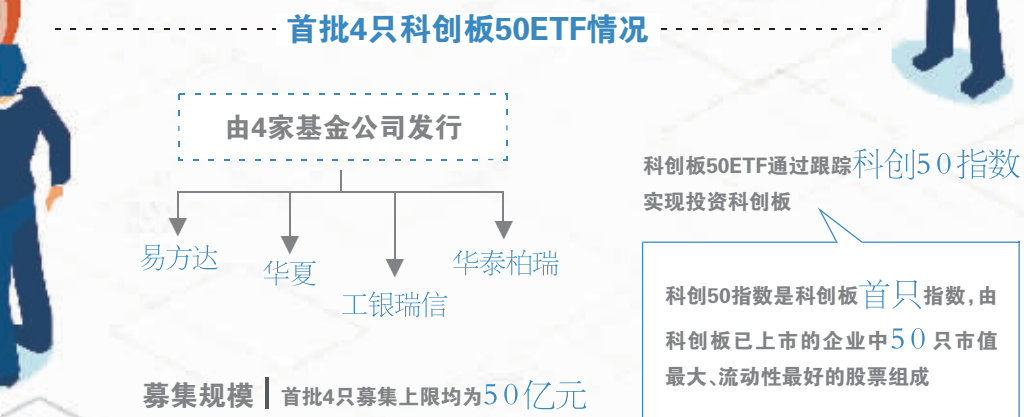 首批4只科创板50ETF情况
由4家基金公司发行
易方达
华夏
工银瑞信
华泰柏瑞
募集规模 首批4只募集上限均为50亿元
科创板50ETF通过跟踪科创50指数
实现投资科创板
科创50指数是科创板首只指数,由
科创板已上市的企业中50只市值
最大、流动性最好的股票组成